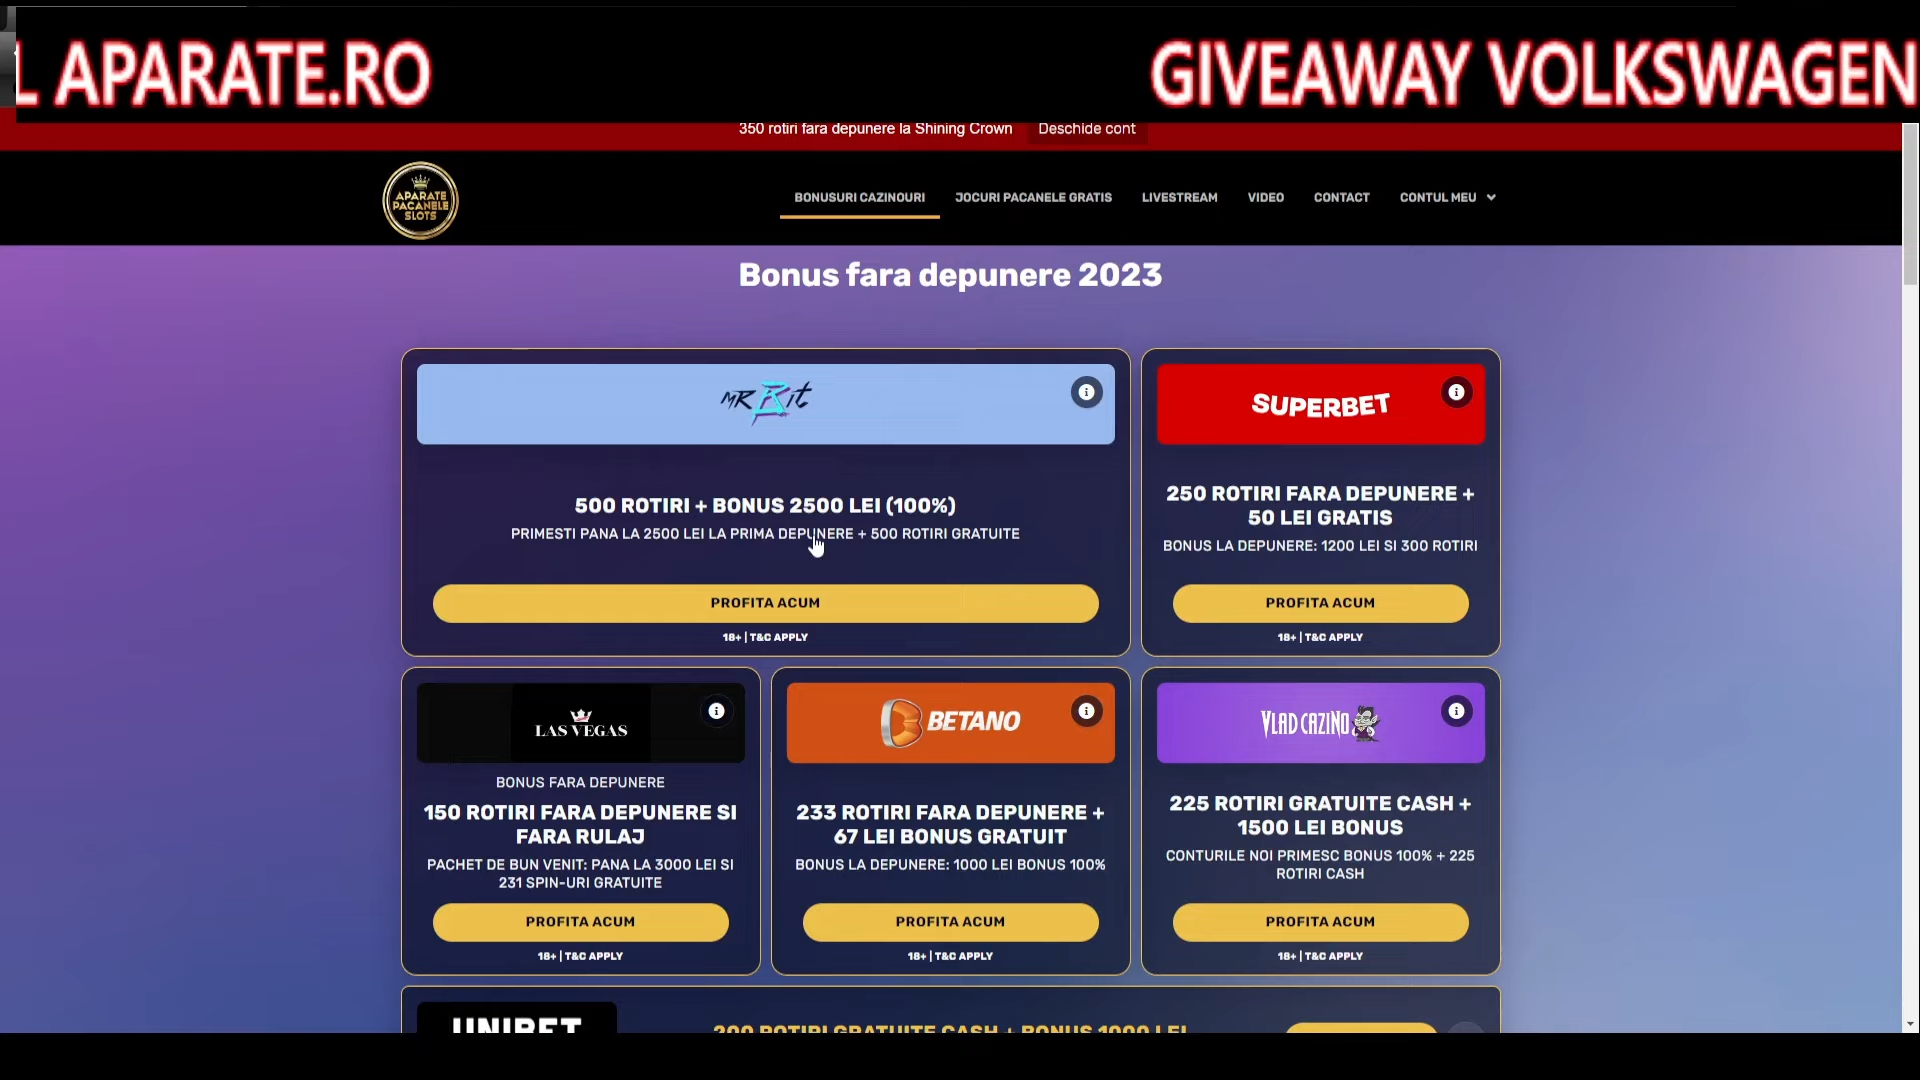 L APARATE.RO
GIVEAWAY VOLKSWAGEN
350 rotiri fara depunere la Shining Crown
Deschide cont
APARATE
PACANELE
SLOTS
BONUSURI CAZINOURI
JOCURI PACANELE GRATIS
LIVESTREAM
VIDEO
CONTACT
CONTUL MEU
Bonus fara depunere 2023
MR Bit
500 ROTIRI + BONUS 2500 LEI (100%)
PRIMESTI PANA LA 2500 LEI LA PRIMA DEPUNERE + 500 ROTIRI GRATUITE
PROFITA ACUM
18+ | T&C APPLY
SUPERBET
250 ROTIRI FARA DEPUNERE +
50 LEI GRATIS
BONUS LA DEPUNERE: 1200 LEI SI 300 ROTIRI
PROFITA ACUM
18+ | T&C APPLY
LAS VEGAS
BONUS FARA DEPUNERE
150 ROTIRI FARA DEPUNERE SI
FARA RULAJ
PACHET DE BUN VENIT: PANA LA 3000 LEI SI
231 SPIN-URI GRATUITE
PROFITA ACUM
18+ | T&C APPLY
BETANO
233 ROTIRI FARA DEPUNERE +
67 LEI BONUS GRATUIT
BONUS LA DEPUNERE: 1000 LEI BONUS 100%
PROFITA ACUM
18+ | T&C APPLY
VLAD CAZINO
225 ROTIRI GRATUITE CASH +
1500 LEI BONUS
CONTURILE NOI PRIMESC BONUS 100% + 225
ROTIRI CASH
PROFITA ACUM
18+ | T&C APPLY
UNIBET
200 ROTIRI GRATUITE CASH + BONUS 1000 LEI